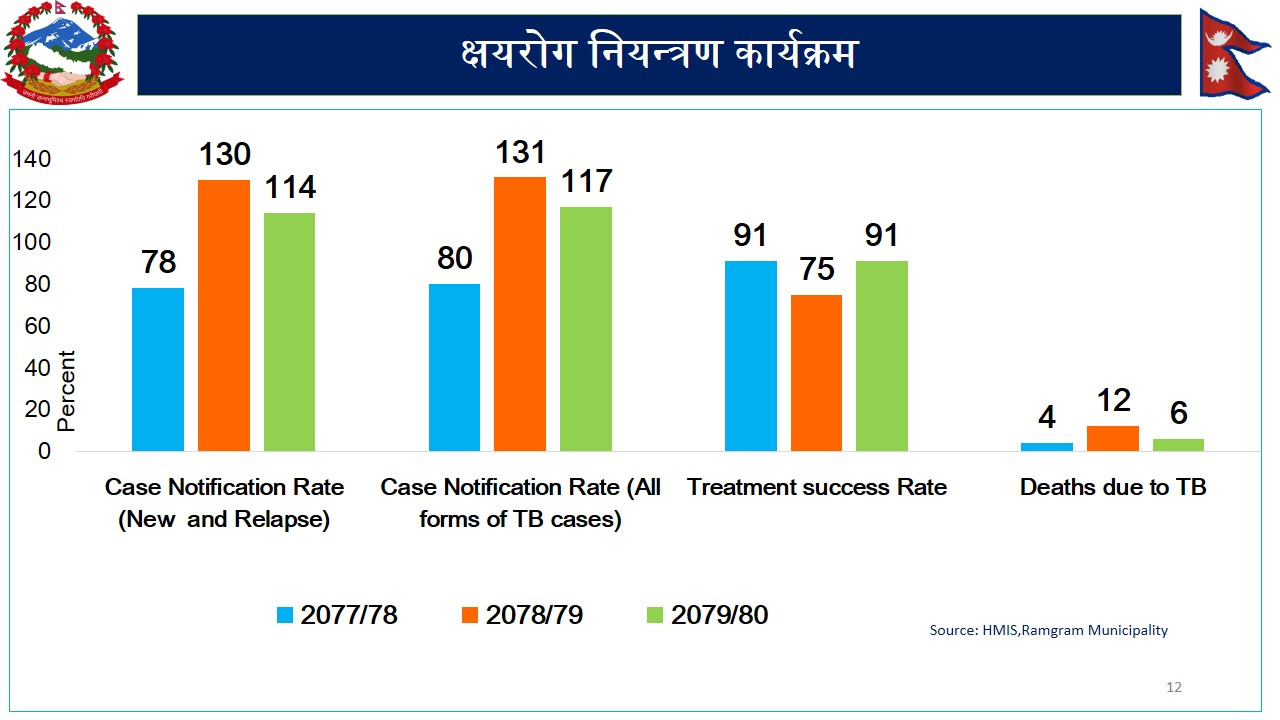 क्षयरोग नियन्त्रण कार्यक्रम
140
120
100
80
60
40
20
0
Percent
78
130
114
80
131
117
91
75
91
4
12
6
Case Notification Rate
(New and Relapse)
Case Notification Rate (All
forms of TB cases)
Treatment success Rate
Deaths due to TB
2077/78
2078/79
2079/80
Source: HMIS,Ramgram Municipality
12